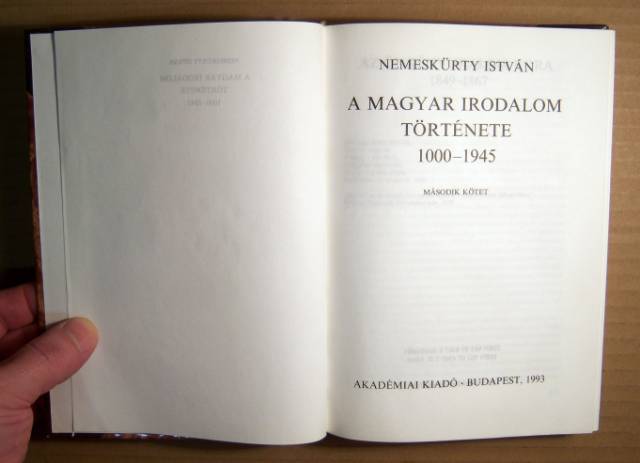 NEMESKÜRTY ISTVÁN
A MAGYAR IRODALOM
TÖRTÉNETE
1000–1945
MÁSODIK KÖTET
AKADÉMIAI KIADÓ · BUDAPEST, 1993